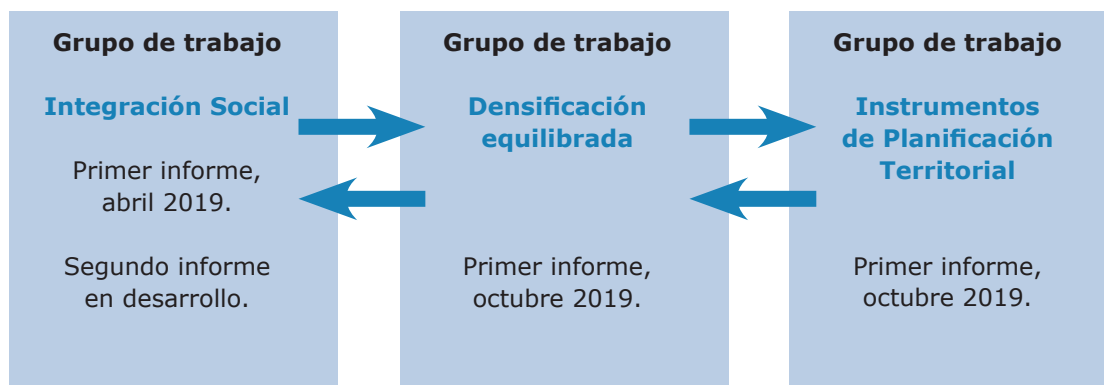 Grupo de trabajo
Integración Social
Primer informe,
abril 2019.
Segundo informe
en desarrollo.
Grupo de trabajo
Densificación
equilibrada
Primer informe,
octubre 2019.
Grupo de trabajo
Instrumentos
de Planificación
Territorial
Primer informe,
octubre 2019.